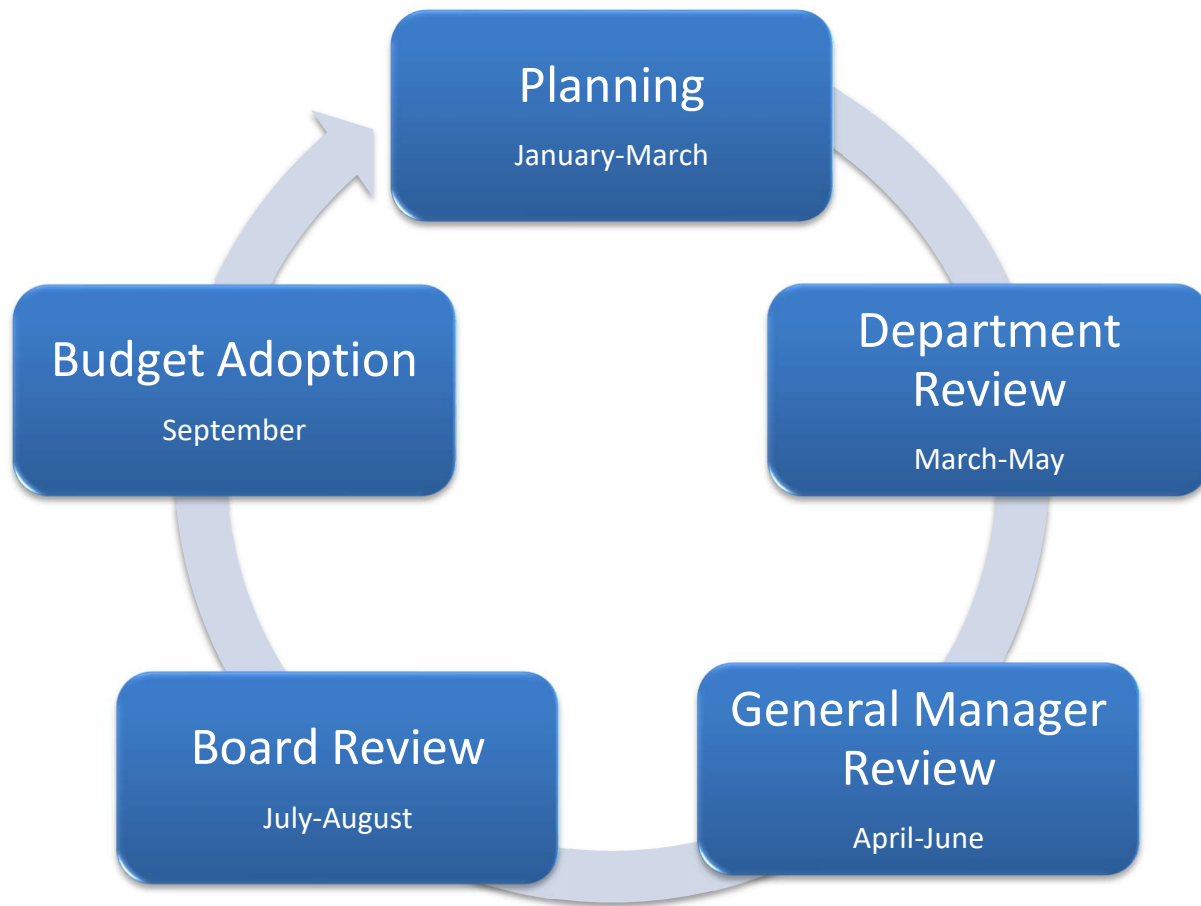 Planning
January-March
Department
Review
March-May
General Manager
Review
April-June
Board Review
July-August
Budget Adoption
September